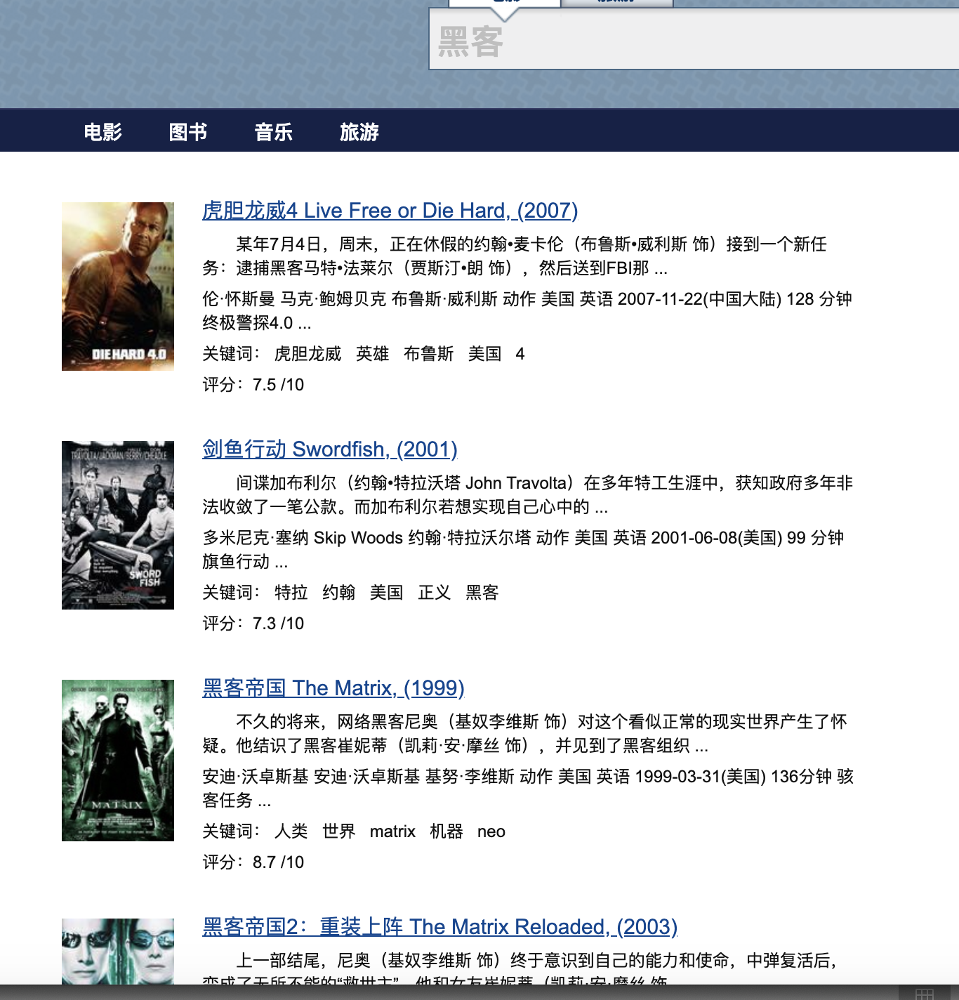 黑客
电影 图书 音乐 旅游
虎胆龙威4 Live Free or Die Hard, (2007)
某年7月4日，周末，正在休假的约翰•麦卡伦（布鲁斯•威利斯 饰）接到一个新任
务：逮捕黑客马特•法莱尔（贾斯汀•朗 饰），然后送到FBI那 ...
伦·怀斯曼 马克·鲍姆贝克 布鲁斯·威利斯 动作 美国 英语 2007-11-22(中国大陆) 128 分钟
终极警探4.0 ...
关键词： 虎胆龙威 英雄 布鲁斯 美国 4
评分：7.5 /10
DIE HARD 4.0
剑鱼行动 Swordfish, (2001)
间谍加布利尔（约翰•特拉沃塔 John Travolta）在多年特工生涯中，获知政府多年非
法收敛了一笔公款。而加布利尔若想实现自己心中的 ...
多米尼克·塞纳 Skip Woods 约翰·特拉沃尔塔 动作 美国 英语 2001-06-08(美国) 99 分钟
旗鱼行动 ...
关键词： 特拉 约翰 美国 正义 黑客
评分：7.3 /10
TRAVOLTA/JACKMAN/BERRY/CHEADLE
SWORD
FISH
黑客帝国 The Matrix, (1999)
不久的将来，网络黑客尼奥（基奴李维斯 饰）对这个看似正常的现实世界产生了怀
疑。他结识了黑客崔妮蒂（凯莉·安·摩丝 饰），并见到了黑客组织 ...
安迪·沃卓斯基 安迪·沃卓斯基 基努·李维斯 动作 美国 英语 1999-03-31(美国) 136分钟 骇
客任务 ...
关键词： 人类 世界 matrix 机器 neo
评分：8.7 /10
MATRIX
黑客帝国2：重装上阵 The Matrix Reloaded, (2003)
上一部结尾，尼奥（基奴李维斯 饰）终于意识到自己的能力和使命，中弹复活后，
变成了无所不能的“救世主”，他和女友崔妮蒂（凯莉·安·摩丝 饰